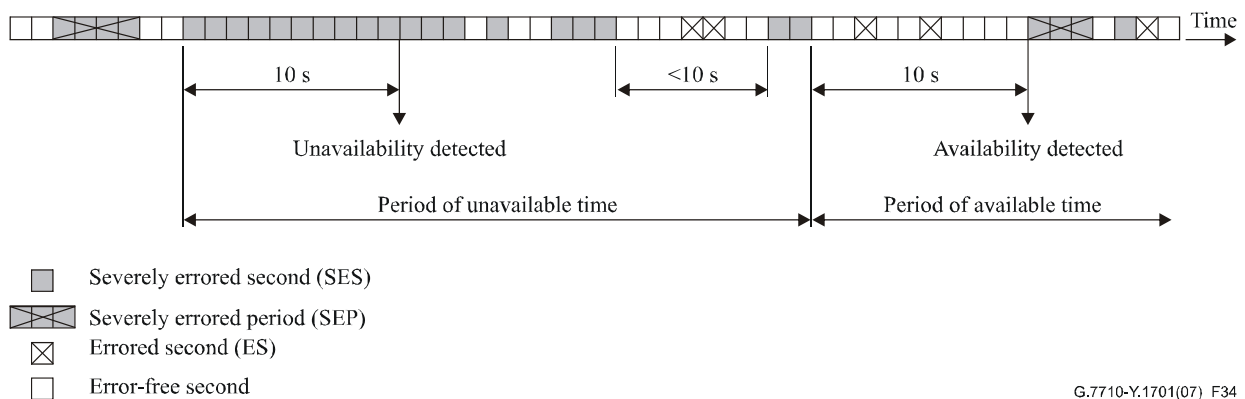 Time
10 s
<10 s
10 s
Unavailability detected
Availability detected
Period of unavailable time
Period of available time
Severely errored second (SES)
Severely errored period (SEP)
Errored second (ES)
Error-free second
G.7710-Y.1701(07)_F34